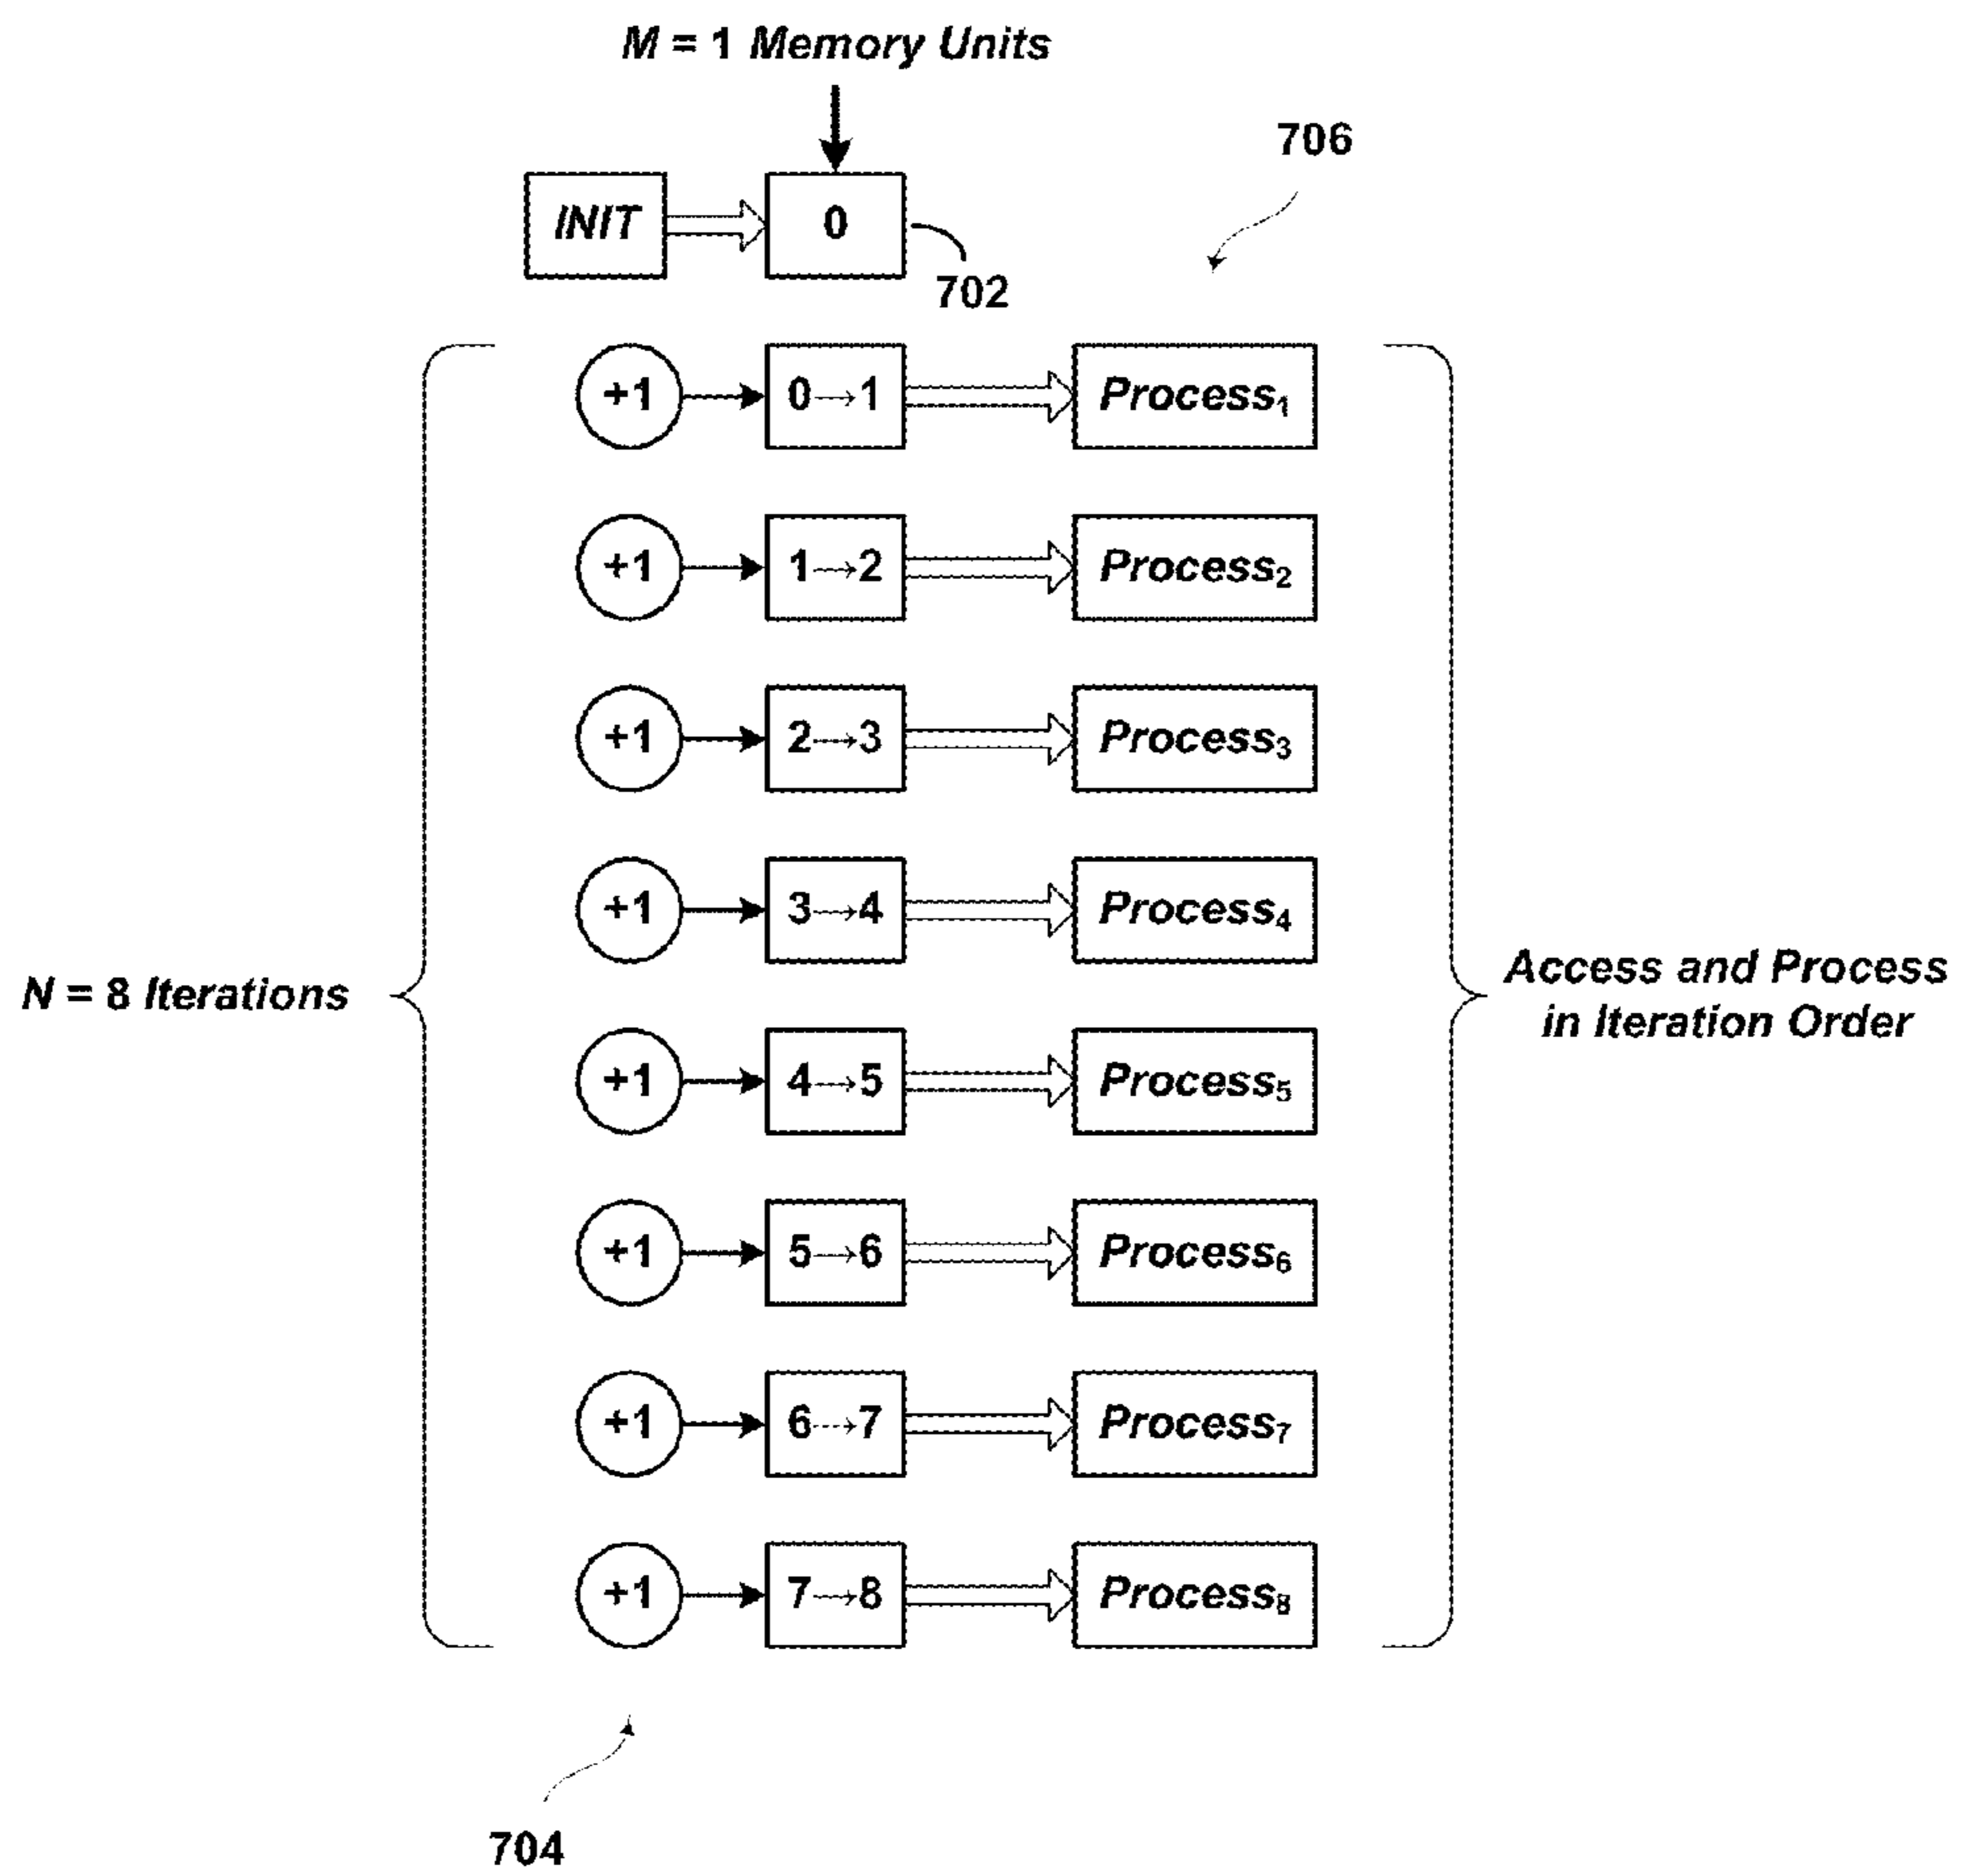 M = 1 Memory Units
706
INIT
0
702
+1
0→1
Process₁
+1
1→2
Process₂
+1
2→3
Process₃
+1
3→4
Process₄
N = 8 Iterations
Access and Process
in Iteration Order
+1
4→5
Process₅
+1
5→6
Process₆
+1
6→7
Process₇
+1
7→8
Process₈
704